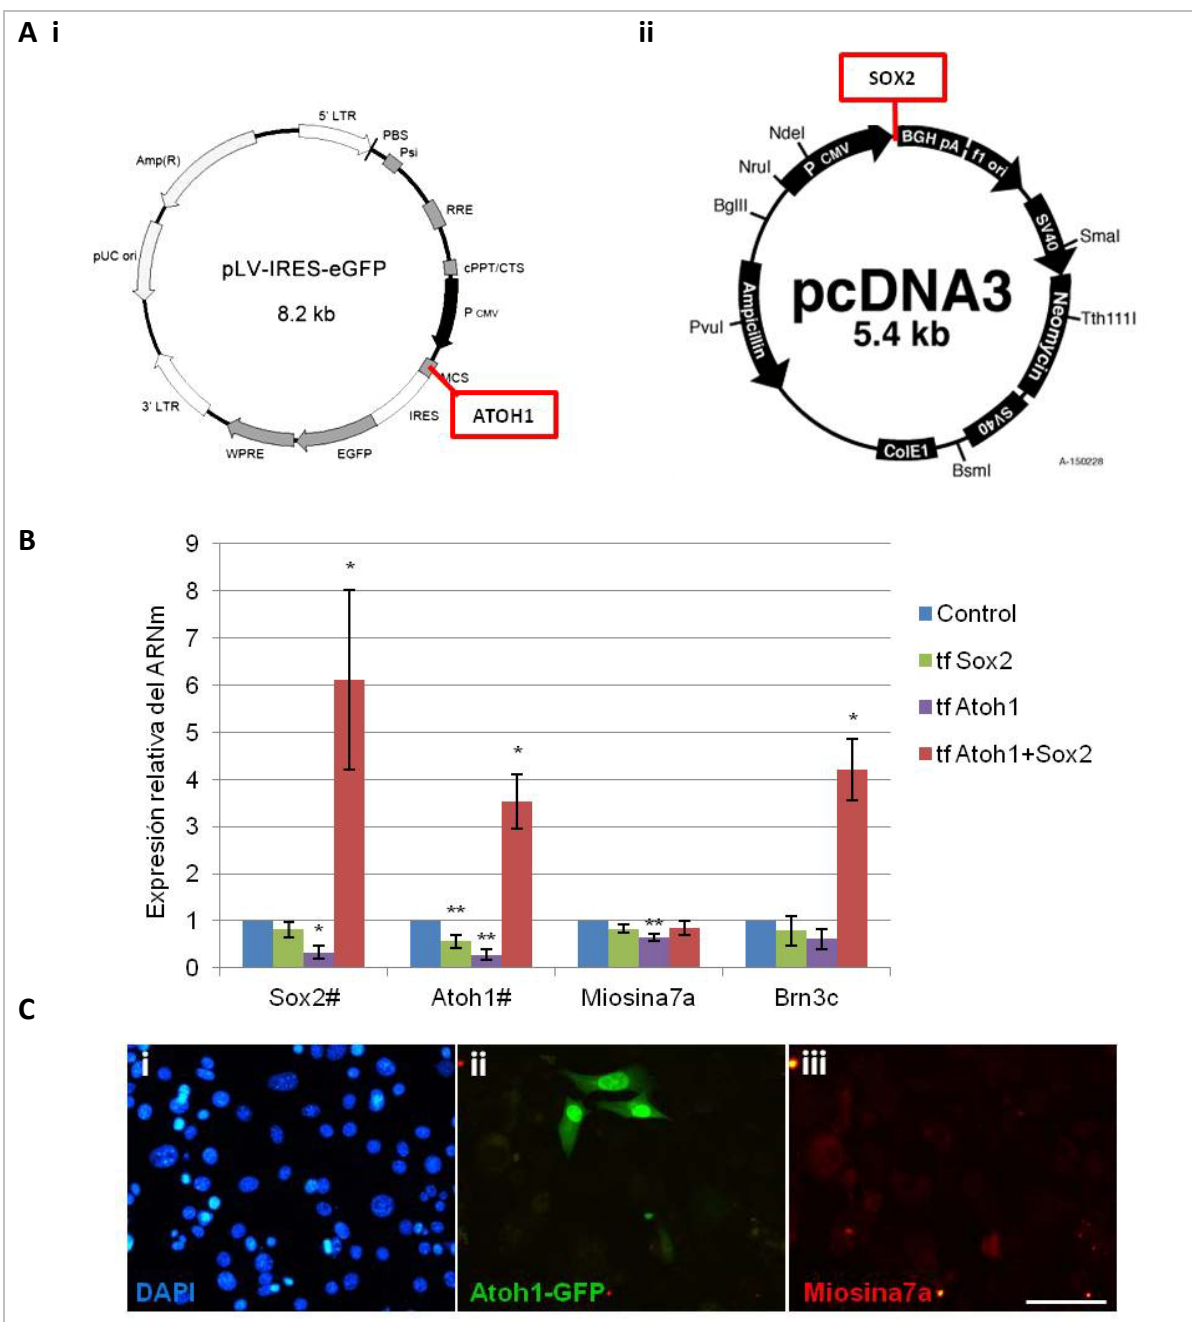 A i
ii
5' LTR
PBS
Psi
RRE
cPPT/CTS
P CMV
MCS
ATOH1
IRES
EGFP
WPRE
3' LTR
pUC ori
Amp(R)
pLV-IRES-eGFP
8.2 kb
SOX2
P CMV
BGH pA
f1 ori
SV40
SmaI
Neomycin
Tth111I
SV40
BsmI
ColE1
Ampicillin
PvuI
BglII
NruI
NdeI
pcDNA3
5.4 kb
A-150228
B
Expresión relativa del ARNm
9
8
7
6
5
4
3
2
1
0
*
*
**
**
*
**
*
Sox2#
Atoh1#
Miosina7a
Brn3c
Control
tf Sox2
tf Atoh1
tf Atoh1+Sox2
C
i
DAPI
ii
Atoh1-GFP
iii
Miosina7a